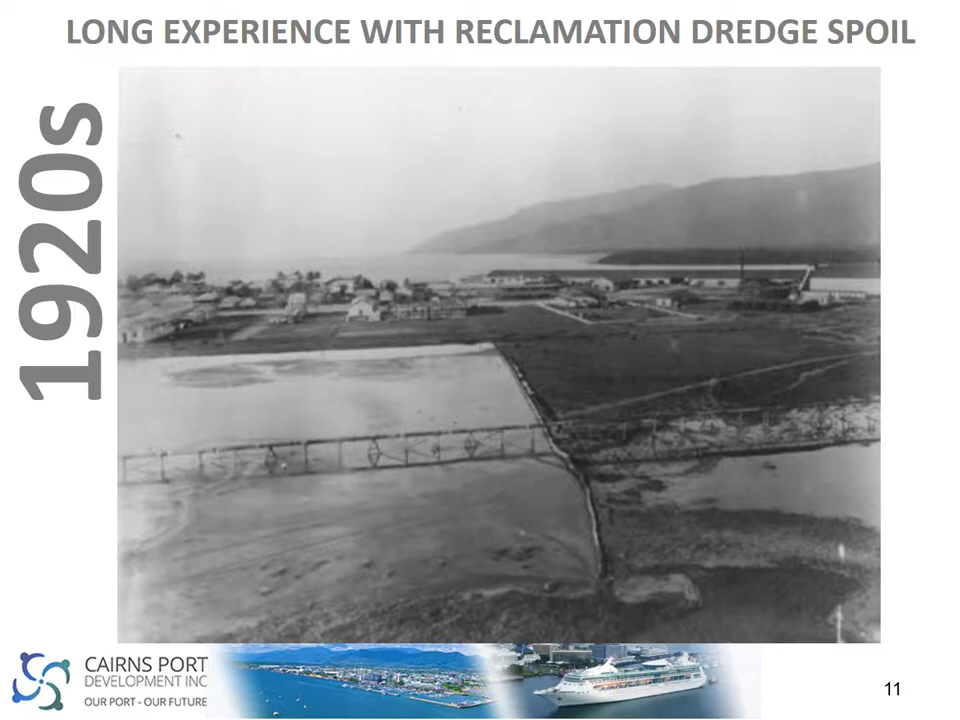 LONG EXPERIENCE WITH RECLAMATION DREDGE SPOIL
1920s
CAIRNS PORT
DEVELOPMENT INC
OUR PORT - OUR FUTURE
11